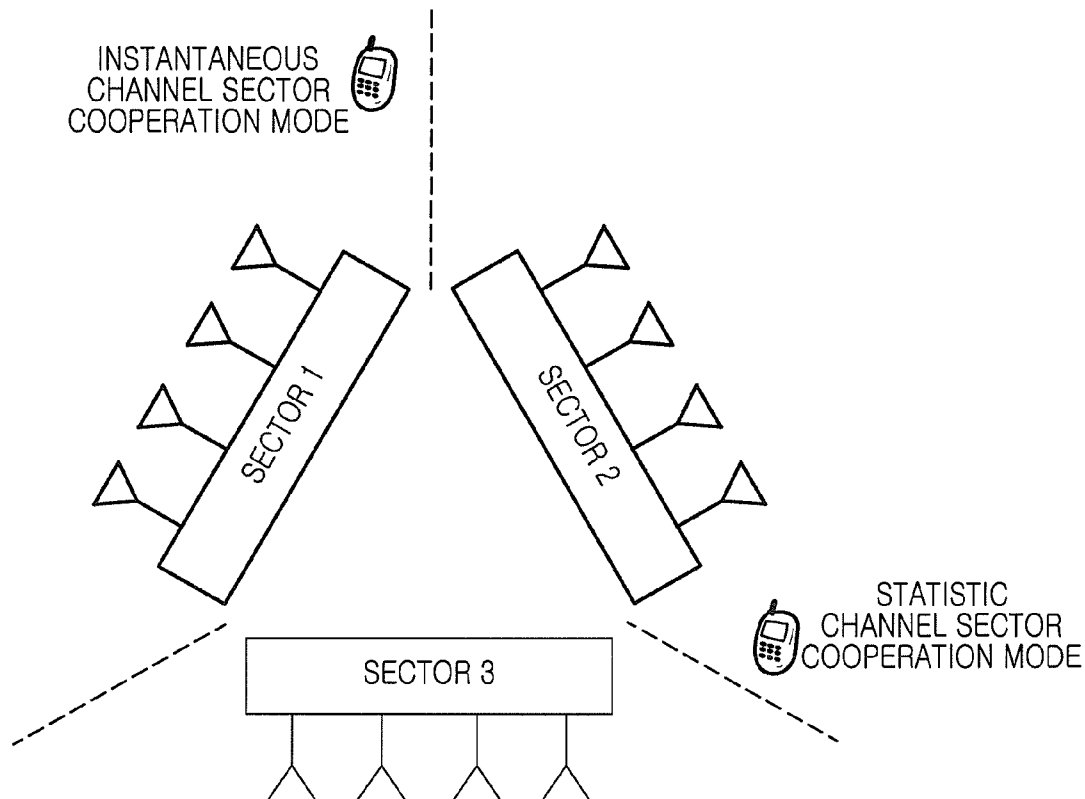 INSTANTANEOUS
CHANNEL SECTOR
COOPERATION MODE
SECTOR 1
SECTOR 2
STATISTIC
CHANNEL SECTOR
COOPERATION MODE
SECTOR 3